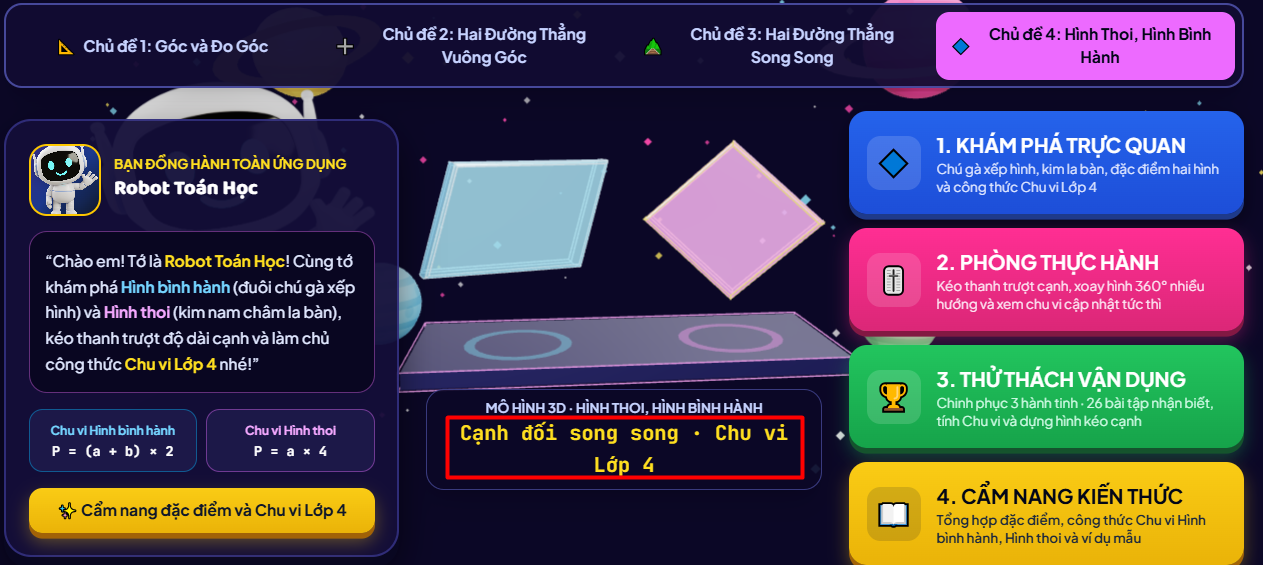 Chủ đề 1: Góc và Đo Góc
Chủ đề 2: Hai Đường Thẳng
Vuông Góc
Chủ đề 3: Hai Đường Thẳng
Song Song
Chủ đề 4: Hình Thoi, Hình Bình
Hành
BẠN ĐỒNG HÀNH TOÀN ỨNG DỤNG
Robot Toán Học
“Chào em! Tớ là Robot Toán Học! Cùng tớ
khám phá Hình bình hành (đuôi chú gà xếp
hình) và Hình thoi (kim nam châm la bàn),
kéo thanh trượt độ dài cạnh và làm chủ
công thức Chu vi Lớp 4 nhé!”
Chu vi Hình bình hành
P = (a + b) × 2
Chu vi Hình thoi
P = a × 4
Cẩm nang đặc điểm và Chu vi Lớp 4
MÔ HÌNH 3D · HÌNH THOI, HÌNH BÌNH HÀNH
Cạnh đối song song · Chu vi
Lớp 4
1. KHÁM PHÁ TRỰC QUAN
Chú gà xếp hình, kim la bàn, đặc điểm hai hình
và công thức Chu vi Lớp 4
2. PHÒNG THỰC HÀNH
Kéo thanh trượt cạnh, xoay hình 360° nhiều
hướng và xem chu vi cập nhật tức thì
3. THỬ THÁCH VẬN DỤNG
Chinh phục 3 hành tinh · 26 bài tập nhận biết,
tính Chu vi và dựng hình kéo cạnh
4. CẨM NANG KIẾN THỨC
Tổng hợp đặc điểm, công thức Chu vi Hình
bình hành, Hình thoi và ví dụ mẫu